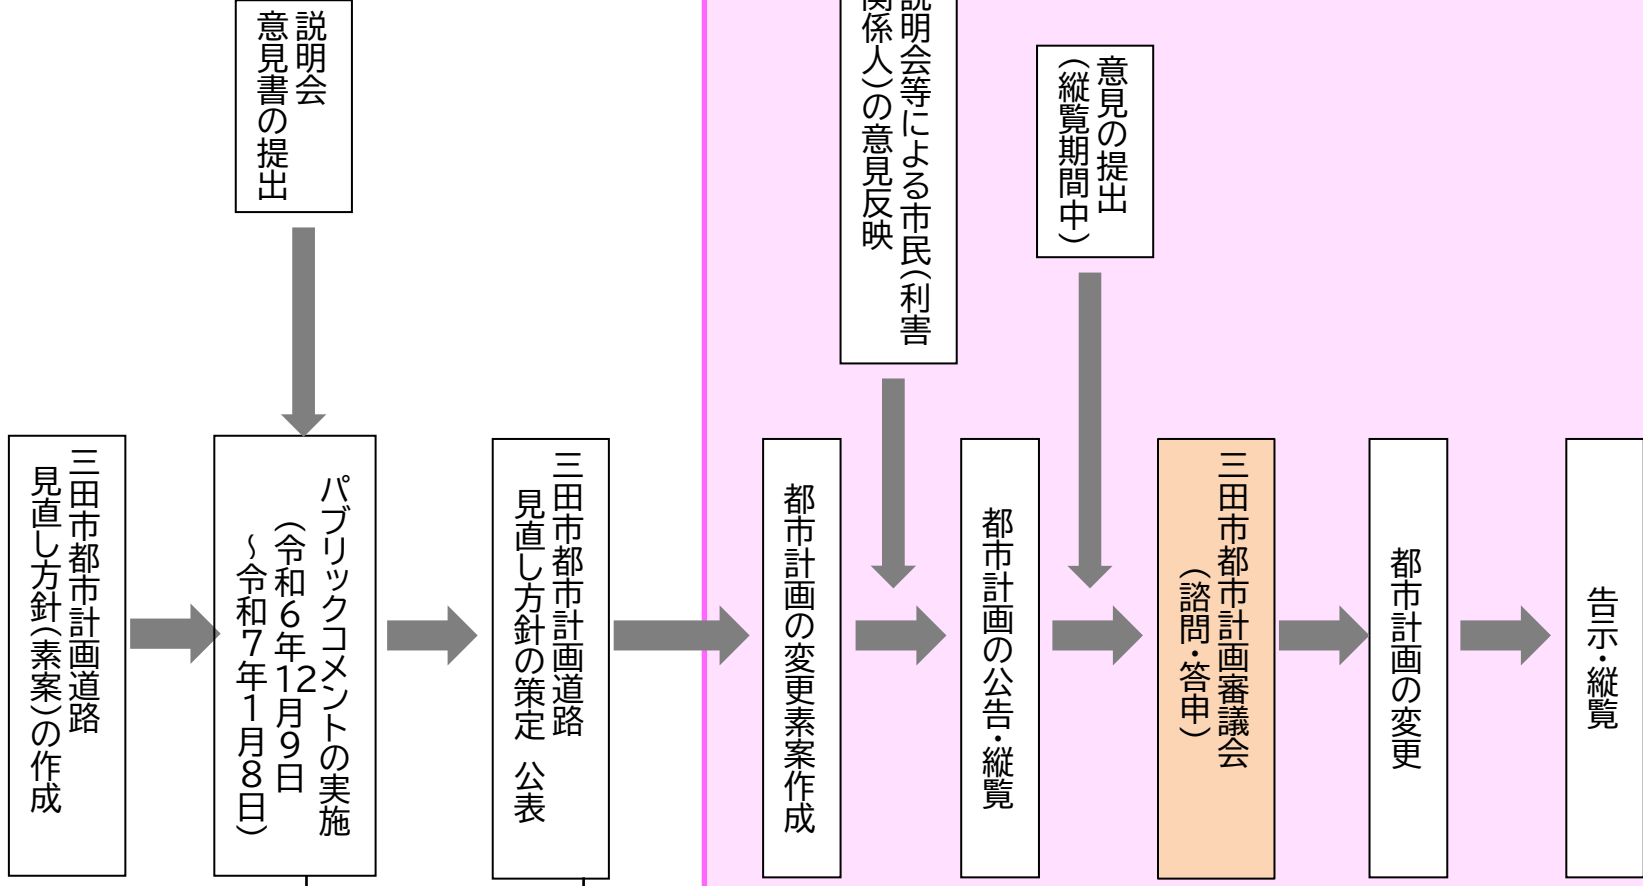 説明会
意見書の提出
説明会等による市民（利害
関係人）の意見反映
意見の提出
（縦覧期間中）
三田市都市計画道路
見直し方針（素案）の作成
パブリックコメントの実施
（令和６年12月９日
～令和７年１月８日）
三田市都市計画道路
見直し方針の策定 公表
都市計画の変更素案作成
都市計画の公告・縦覧
三田市都市計画審議会
（諮問・答申）
都市計画の変更
告示・縦覧